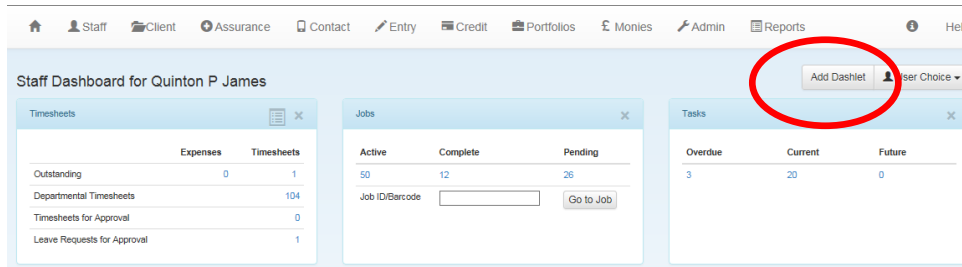 Staff Client Assurance Contact Entry Credit Portfolios £ Monies Admin Reports
Staff Dashboard for Quinton P James
Add Dashlet User Choice
Timesheets
Expenses Timesheets
Outstanding 0 1
Departmental Timesheets 104
Timesheets for Approval 0
Leave Requests for Approval 1
Jobs
Active Complete Pending
50 12 26
Job ID/Barcode Go to Job
Tasks
Overdue Current Future
3 20 0